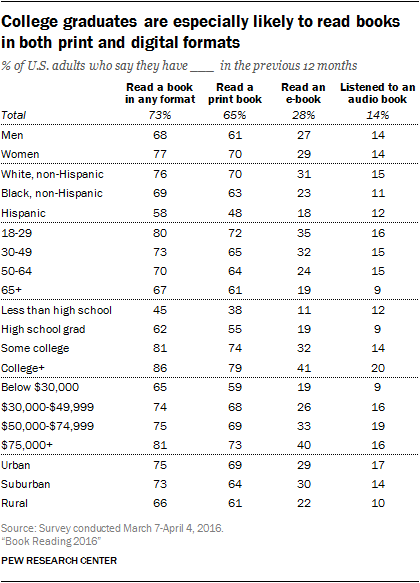 College graduates are especially likely to read books
in both print and digital formats
% of U.S. adults who say they have ___ in the previous 12 months
Read a book in any format Read a print book Read an e-book Listened to an audio book
Total 73% 65% 28% 14%
Men 68 61 27 14
Women 77 70 29 14
White, non-Hispanic 76 70 31 15
Black, non-Hispanic 69 63 23 11
Hispanic 58 48 18 12
18-29 80 72 35 16
30-49 73 65 32 15
50-64 70 64 24 15
65+ 67 61 19 9
Less than high school 45 38 11 12
High school grad 62 55 19 9
Some college 81 74 32 14
College+ 86 79 41 20
Below $30,000 65 59 19 9
$30,000-$49,999 74 68 26 16
$50,000-$74,999 75 69 33 19
$75,000+ 81 73 40 16
Urban 75 69 29 17
Suburban 73 64 30 14
Rural 66 61 22 10
Source: Survey conducted March 7-April 4, 2016.
“Book Reading 2016”
PEW RESEARCH CENTER